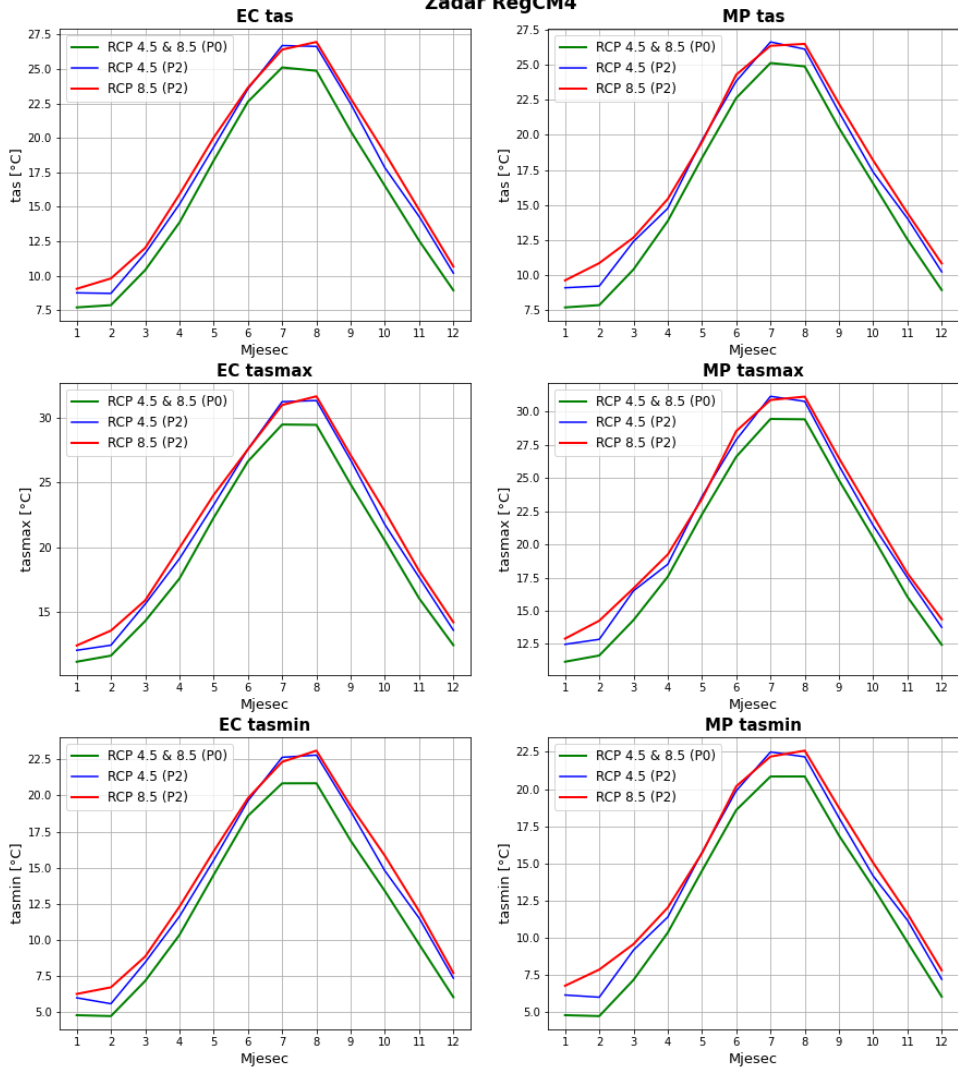 Zadar RegCM4
EC tas
RCP 4.5 & 8.5 (P0)
RCP 4.5 (P2)
RCP 8.5 (P2)
tas [°C]
27.5
25.0
22.5
20.0
17.5
15.0
12.5
10.0
7.5
1 2 3 4 5 6 7 8 9 10 11 12
Mjesec
MP tas
RCP 4.5 & 8.5 (P0)
RCP 4.5 (P2)
RCP 8.5 (P2)
tas [°C]
27.5
25.0
22.5
20.0
17.5
15.0
12.5
10.0
7.5
1 2 3 4 5 6 7 8 9 10 11 12
Mjesec
EC tasmax
RCP 4.5 & 8.5 (P0)
RCP 4.5 (P2)
RCP 8.5 (P2)
tasmax [°C]
30
25
20
15
1 2 3 4 5 6 7 8 9 10 11 12
Mjesec
MP tasmax
RCP 4.5 & 8.5 (P0)
RCP 4.5 (P2)
RCP 8.5 (P2)
tasmax [°C]
30.0
27.5
25.0
22.5
20.0
17.5
15.0
12.5
1 2 3 4 5 6 7 8 9 10 11 12
Mjesec
EC tasmin
RCP 4.5 & 8.5 (P0)
RCP 4.5 (P2)
RCP 8.5 (P2)
tasmin [°C]
22.5
20.0
17.5
15.0
12.5
10.0
7.5
5.0
1 2 3 4 5 6 7 8 9 10 11 12
Mjesec
MP tasmin
RCP 4.5 & 8.5 (P0)
RCP 4.5 (P2)
RCP 8.5 (P2)
tasmin [°C]
22.5
20.0
17.5
15.0
12.5
10.0
7.5
5.0
1 2 3 4 5 6 7 8 9 10 11 12
Mjesec